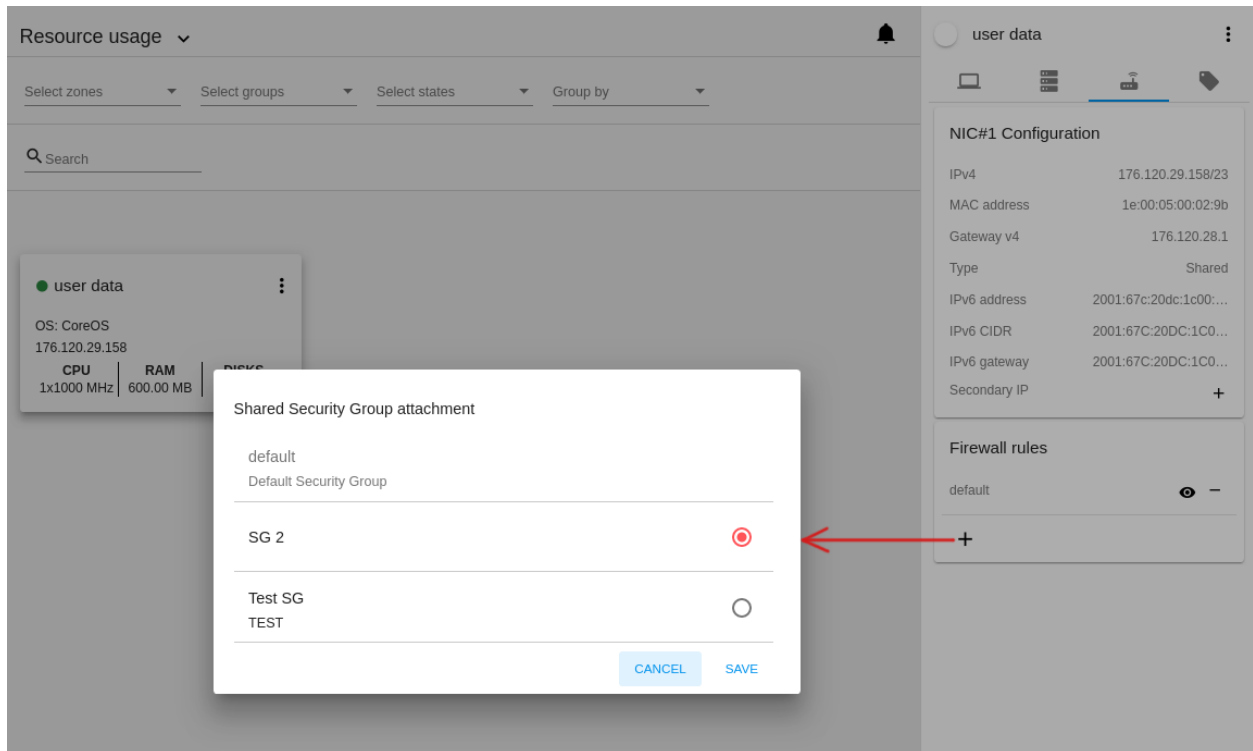 Resource usage
Select zones
Select groups
Select states
Group by
Search
user data
OS: CoreOS
176.120.29.158
CPU RAM DISKS
1x1000 MHz 600.00 MB
Shared Security Group attachment
default
Default Security Group
SG 2
Test SG
TEST
CANCEL SAVE
user data
NIC#1 Configuration
IPv4 176.120.29.158/23
MAC address 1e:00:05:00:02:9b
Gateway v4 176.120.28.1
Type Shared
IPv6 address 2001:67c:20dc:1c00:...
IPv6 CIDR 2001:67C:20DC:1C0...
IPv6 gateway 2001:67C:20DC:1C0...
Secondary IP +
Firewall rules
default
+